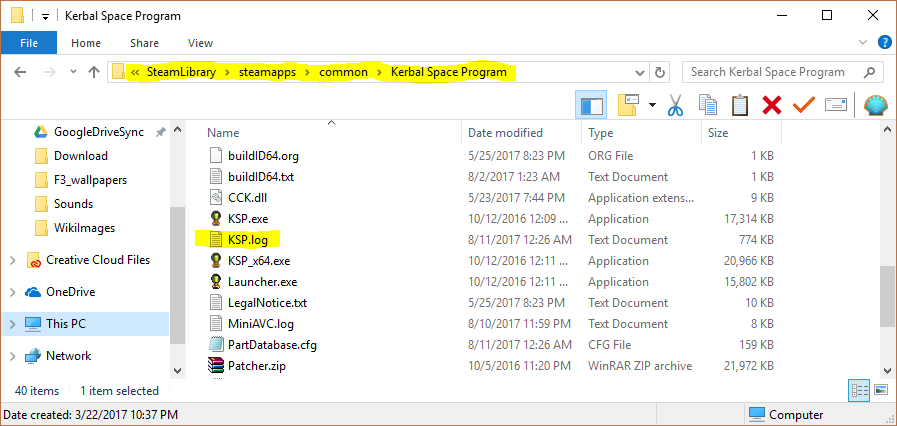 Kerbal Space Program
File Home Share View
« SteamLibrary > steamapps > common > Kerbal Space Program Search Kerbal Space Program
GoogleDriveSync
Download
F3_wallpapers
Sounds
WikiImages
Creative Cloud Files
OneDrive
This PC
Network
Name Date modified Type Size
buildID64.org 5/25/2017 8:23 PM ORG File 1 KB
buildID64.txt 8/2/2017 1:23 AM Text Document 1 KB
CCK.dll 5/23/2017 7:44 PM Application extens... 9 KB
KSP.exe 10/12/2016 12:09 ... Application 17,314 KB
KSP.log 8/11/2017 12:26 AM Text Document 774 KB
KSP_x64.exe 10/12/2016 12:11 ... Application 20,966 KB
Launcher.exe 10/12/2016 12:11 ... Application 15,802 KB
LegalNotice.txt 5/25/2017 8:23 PM Text Document 10 KB
MiniAVC.log 8/10/2017 11:59 PM Text Document 8 KB
PartDatabase.cfg 8/11/2017 12:26 AM CFG File 159 KB
Patcher.zip 10/5/2016 11:20 PM WinRAR ZIP archive 21,972 KB
40 items 1 item selected
Date created: 3/22/2017 10:37 PM Computer